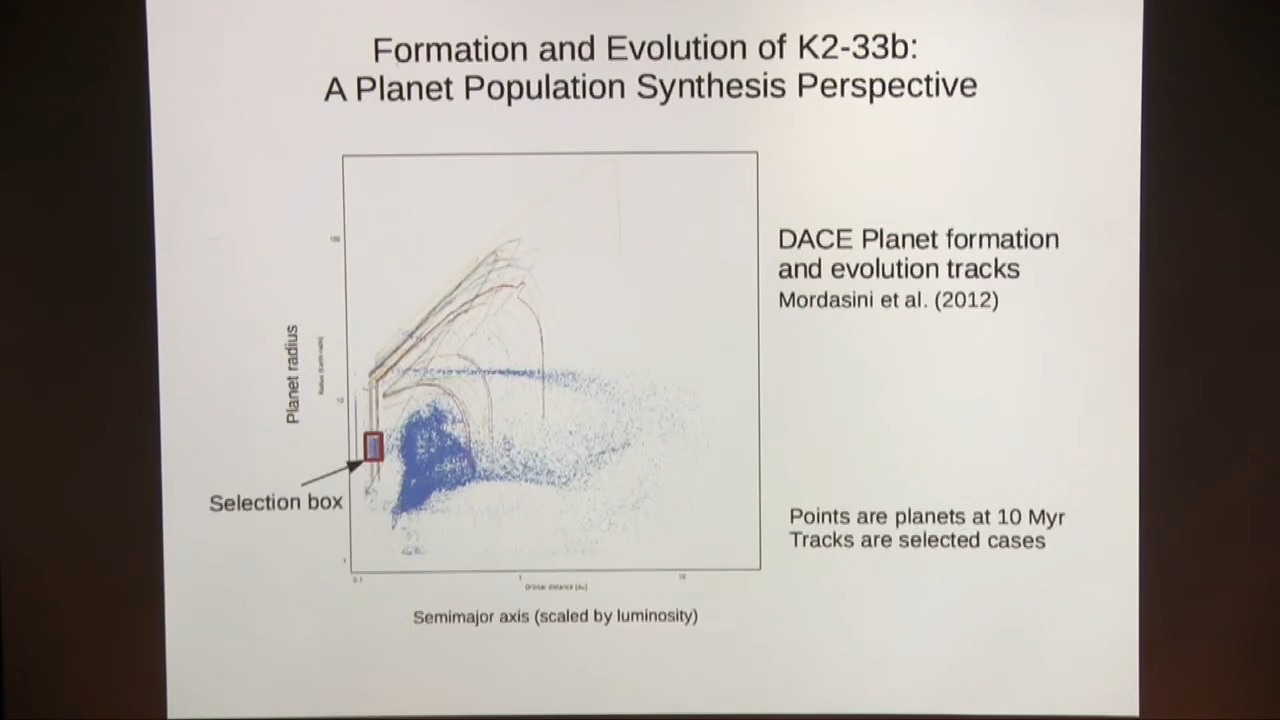 Formation and Evolution of K2-33b:
A Planet Population Synthesis Perspective
DACE Planet formation
and evolution tracks
Mordasini et al. (2012)
100
Planet radius
Selection box
Points are planets at 10 Myr
Tracks are selected cases
0.1
1
10
Semimajor axis (scaled by luminosity)